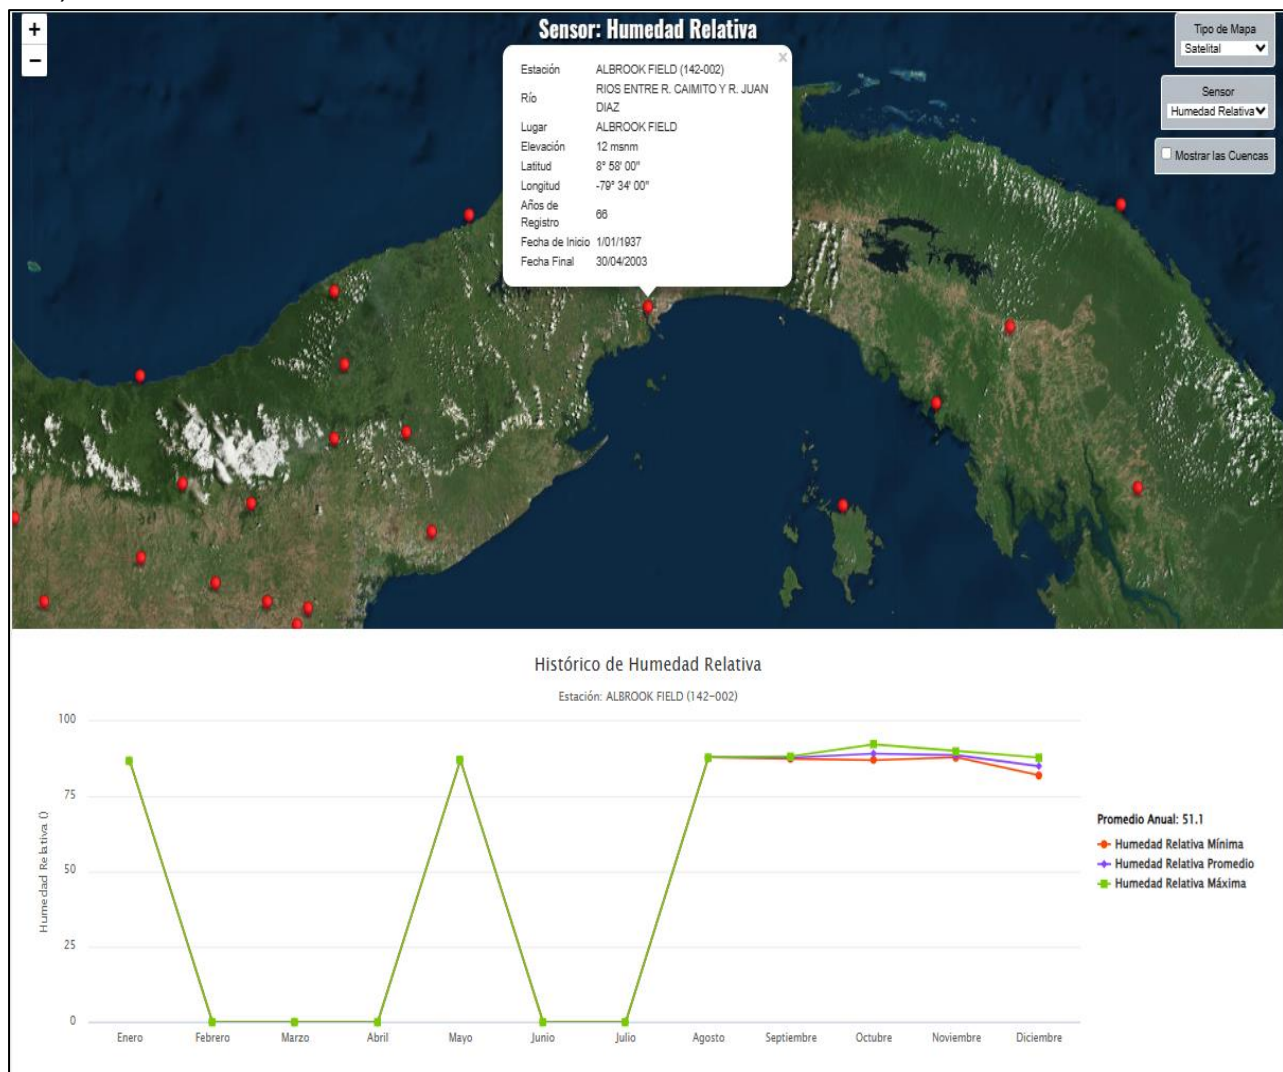 +
−
Sensor: Humedad Relativa
Tipo de Mapa
Satelital
Sensor
Humedad Relativa
Mostrar las Cuencas
×
Estación ALBROOK FIELD (142-002)
Río RIOS ENTRE R. CAIMITO Y R. JUAN
DIAZ
Lugar ALBROOK FIELD
Elevación 12 msnm
Latitud 8° 58' 00"
Longitud -79° 34' 00"
Años de
Registro 66
Fecha de Inicio 1/01/1937
Fecha Final 30/04/2003
Histórico de Humedad Relativa
Estación: ALBROOK FIELD (142-002)
Humedad Relativa ()
100
75
50
25
0
Enero Febrero Marzo Abril Mayo Junio Julio Agosto Septiembre Octubre Noviembre Diciembre
Promedio Anual: 51.1
Humedad Relativa Mínima
Humedad Relativa Promedio
Humedad Relativa Máxima